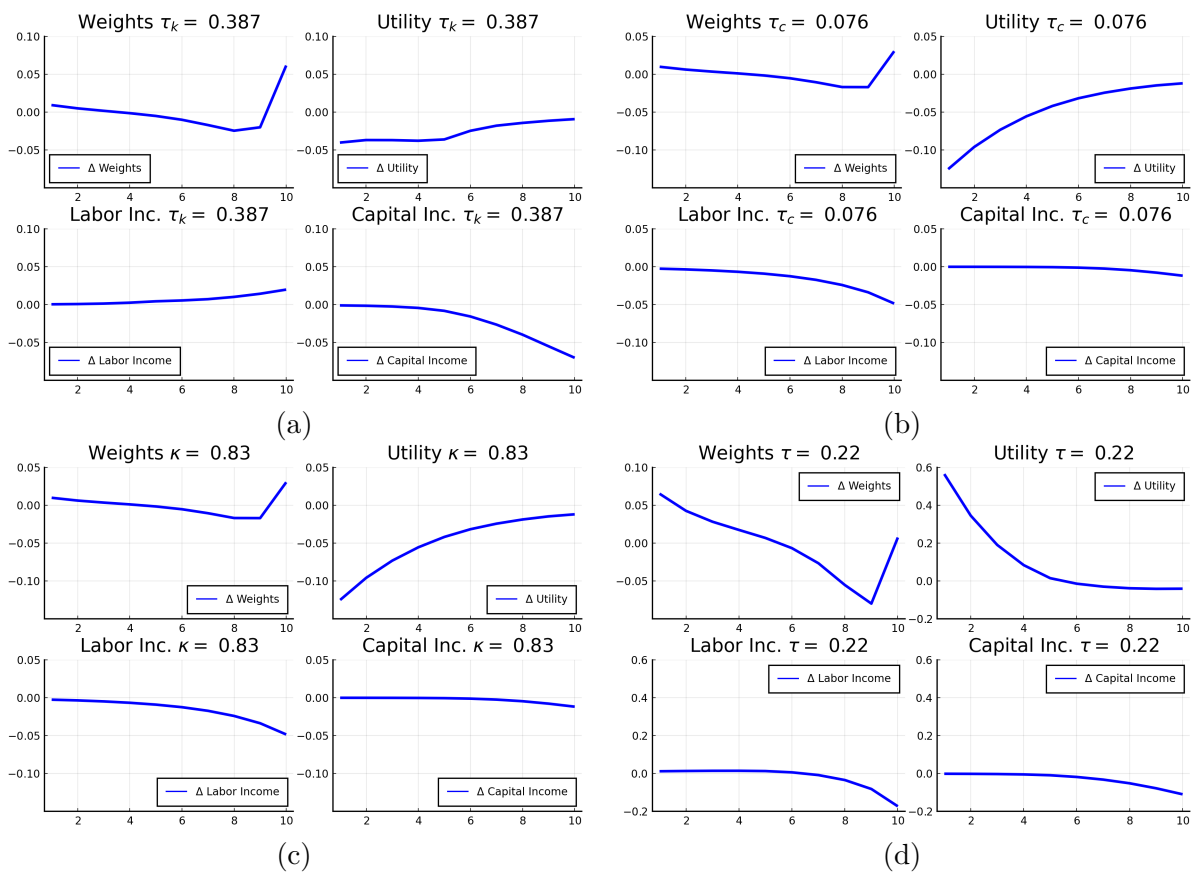 Weights τk = 0.387
0.10
0.05
0.00
−0.05
Δ Weights
2 4 6 8 10
Utility τk = 0.387
0.10
0.05
0.00
−0.05
Δ Utility
2 4 6 8 10
Labor Inc. τk = 0.387
0.10
0.05
0.00
−0.05
Δ Labor Income
2 4 6 8 10
Capital Inc. τk = 0.387
0.10
0.05
0.00
−0.05
Δ Capital Income
2 4 6 8 10
(a)
Weights τc = 0.076
0.05
0.00
−0.05
−0.10
Δ Weights
2 4 6 8 10
Utility τc = 0.076
0.05
0.00
−0.05
−0.10
Δ Utility
2 4 6 8 10
Labor Inc. τc = 0.076
0.05
0.00
−0.05
−0.10
Δ Labor Income
2 4 6 8 10
Capital Inc. τc = 0.076
0.05
0.00
−0.05
−0.10
Δ Capital Income
2 4 6 8 10
(b)
Weights κ = 0.83
0.05
0.00
−0.05
−0.10
Δ Weights
2 4 6 8 10
Utility κ = 0.83
0.05
0.00
−0.05
−0.10
Δ Utility
2 4 6 8 10
Labor Inc. κ = 0.83
0.05
0.00
−0.05
−0.10
Δ Labor Income
2 4 6 8 10
Capital Inc. κ = 0.83
0.05
0.00
−0.05
−0.10
Δ Capital Income
2 4 6 8 10
(c)
Weights τ = 0.22
0.10
Δ Weights
0.05
0.00
−0.05
2 4 6 8 10
Utility τ = 0.22
0.6
Δ Utility
0.4
0.2
0.0
−0.2
2 4 6 8 10
Labor Inc. τ = 0.22
0.6
Δ Labor Income
0.4
0.2
0.0
−0.2
2 4 6 8 10
Capital Inc. τ = 0.22
0.6
Δ Capital Income
0.4
0.2
0.0
−0.2
2 4 6 8 10
(d)